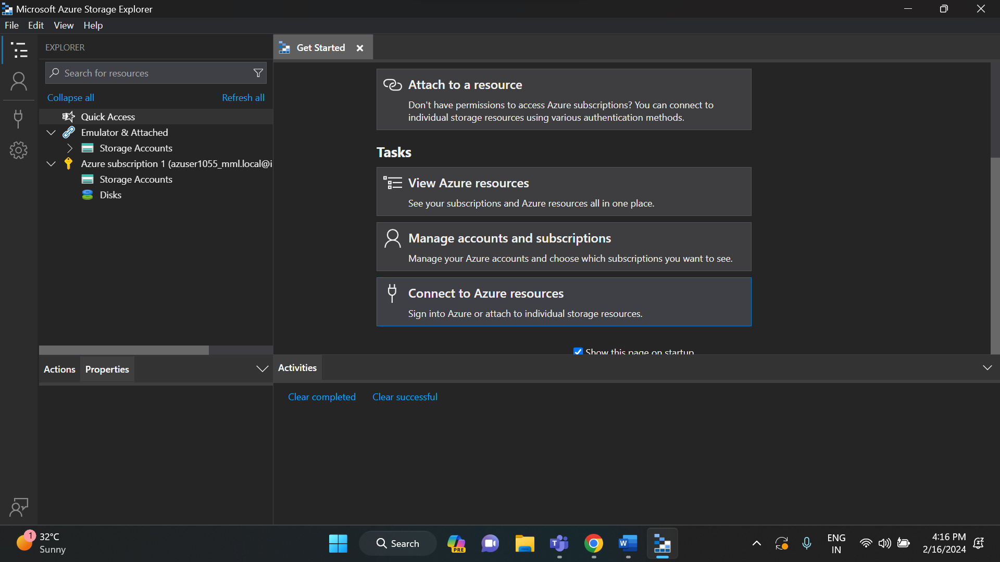 Microsoft Azure Storage Explorer
File Edit View Help
EXPLORER
Search for resources
Collapse all Refresh all
Quick Access
Emulator & Attached
Storage Accounts
Azure subscription 1 (azuser1055_mml.local@i
Storage Accounts
Disks
Get Started
Attach to a resource
Don't have permissions to access Azure subscriptions? You can connect to
individual storage resources using various authentication methods.
Tasks
View Azure resources
See your subscriptions and Azure resources all in one place.
Manage accounts and subscriptions
Manage your Azure accounts and choose which subscriptions you want to see.
Connect to Azure resources
Sign into Azure or attach to individual storage resources.
Show this page on startup
Actions Properties
Activities
Clear completed Clear successful
1
32°C
Sunny
Search
PRE
ENG
IN
4:16 PM
2/16/2024